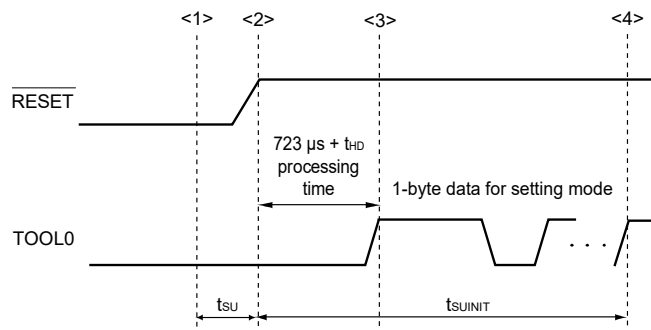 <1> <2> <3> <4>
RESET
723 µs + tHD
processing
time
1-byte data for setting mode
TOOL0
. . .
tSU
tSUINIT